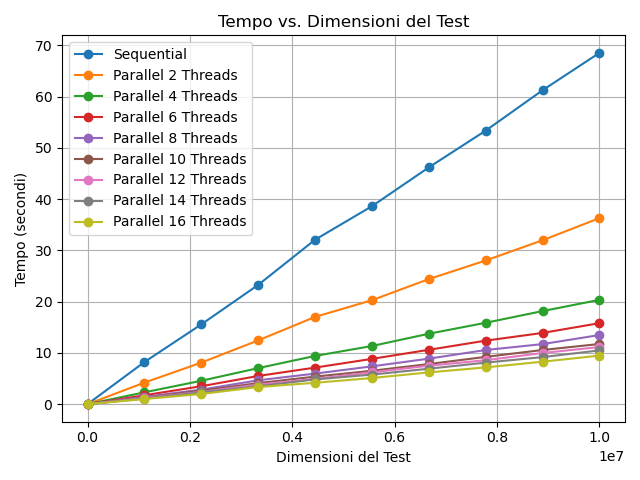 Tempo vs. Dimensioni del Test
Tempo (secondi)
70
60
50
40
30
20
10
0
Sequential
Parallel 2 Threads
Parallel 4 Threads
Parallel 6 Threads
Parallel 8 Threads
Parallel 10 Threads
Parallel 12 Threads
Parallel 14 Threads
Parallel 16 Threads
0.0 0.2 0.4 0.6 0.8 1.0
1e7
Dimensioni del Test